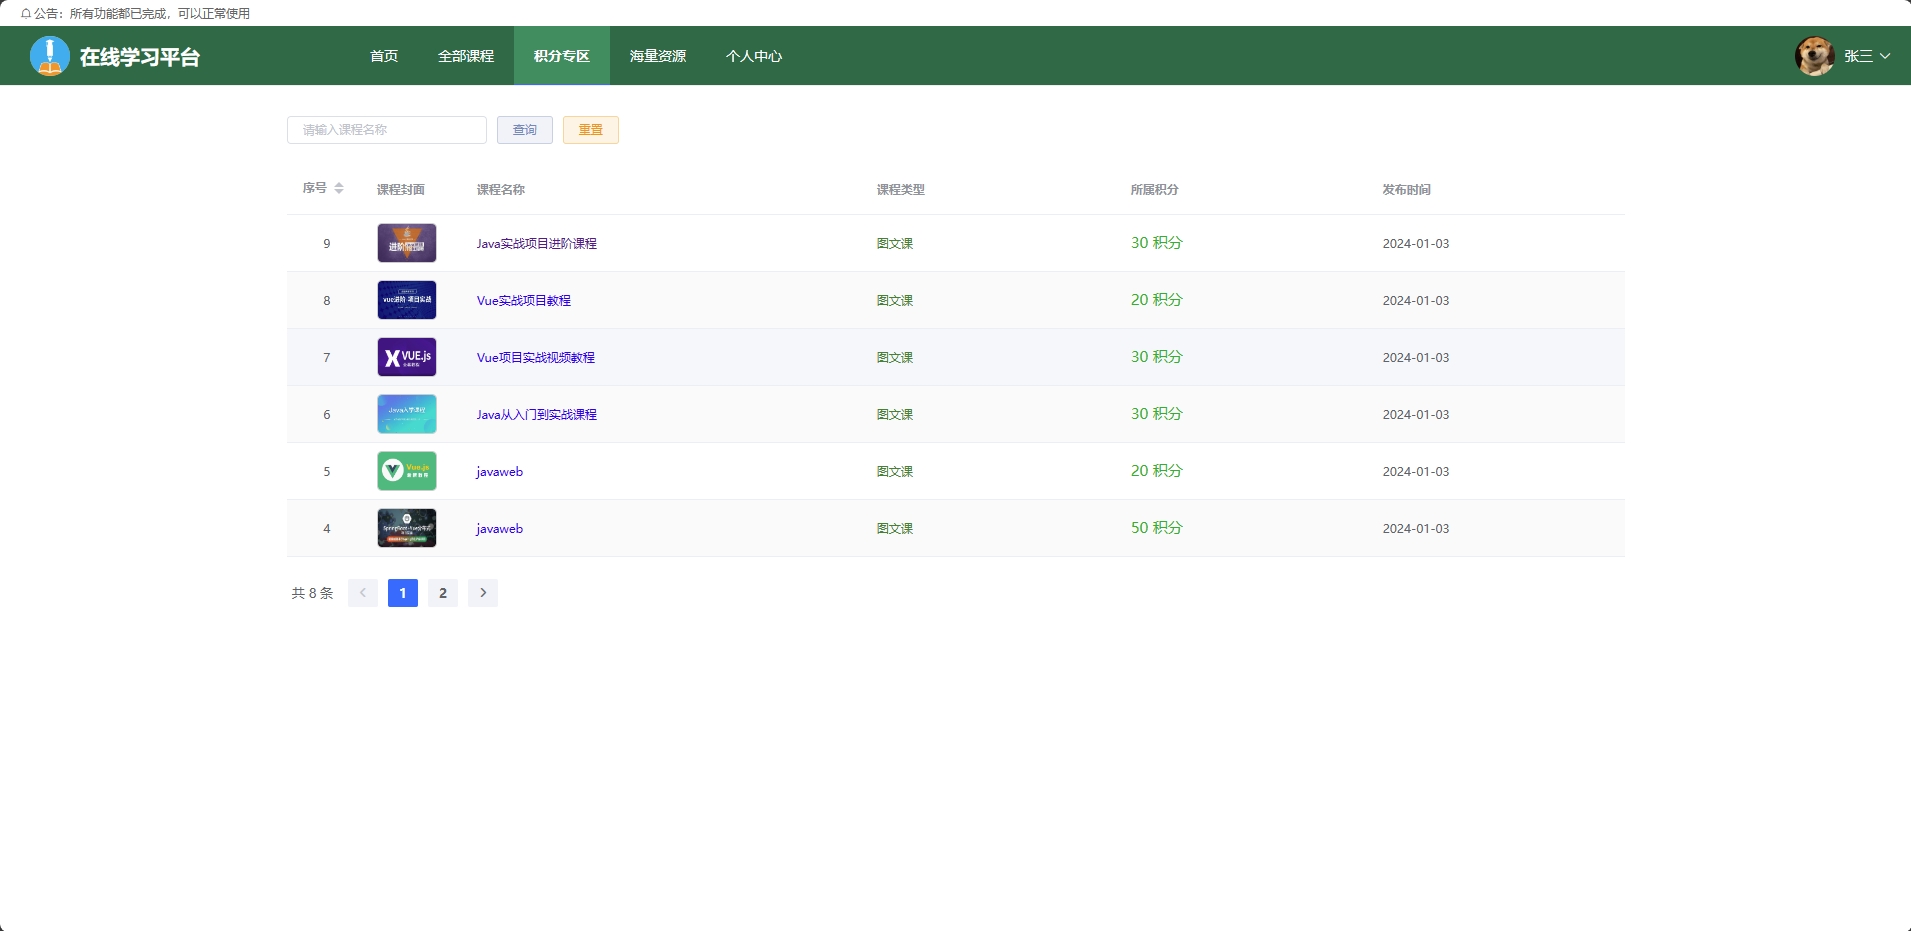 公告：所有功能都已完成，可以正常使用
在线学习平台 首页 全部课程 积分专区 海量资源 个人中心 张三
请输入课程名称 查询 重置
序号 课程封面 课程名称 课程类型 所属积分 发布时间
9 Java实战项目进阶课程 图文课 30 积分 2024-01-03
8 vue进阶 项目实战 Vue实战项目教程 图文课 20 积分 2024-01-03
7 VUE.js Vue项目实战视频教程 图文课 30 积分 2024-01-03
6 Java入学课程 Java从入门到实战课程 图文课 30 积分 2024-01-03
5 Vue.js javaweb 图文课 20 积分 2024-01-03
4 javaweb 图文课 50 积分 2024-01-03
共 8 条 1 2